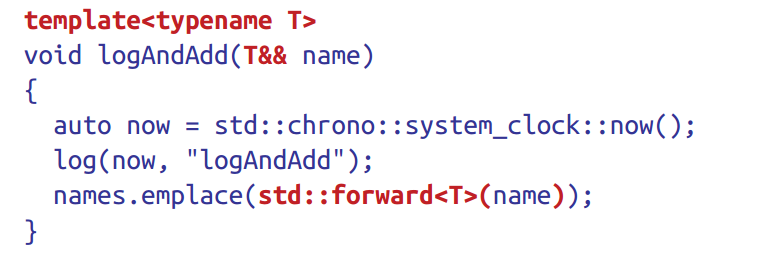 template<typename T>
void logAndAdd(T&& name)
{
auto now = std::chrono::system_clock::now();
log(now, "logAndAdd");
names.emplace(std::forward<T>(name));
}